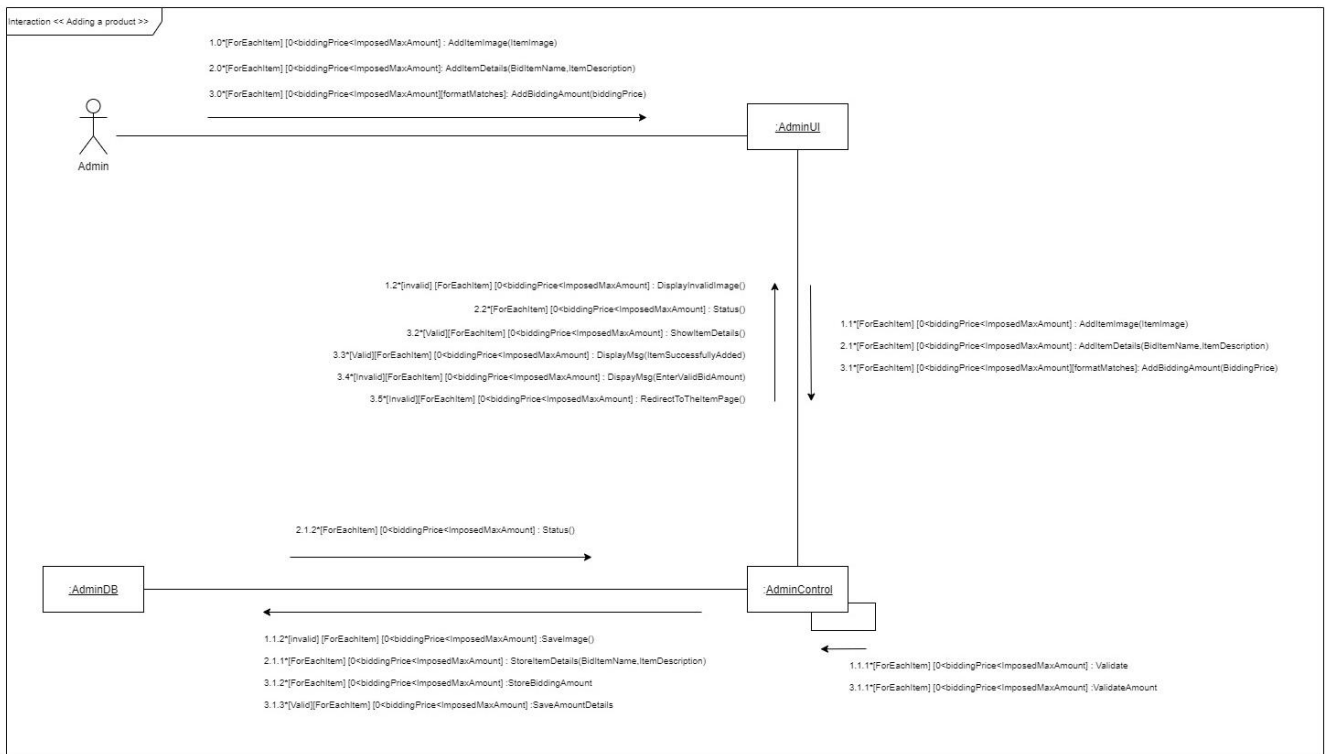 Interaction << Adding a product >>
1.0*[ForEachItem] [0<biddingPrice<ImposedMaxAmount] : AddItemImage(ItemImage)
2.0*[ForEachItem] [0<biddingPrice<ImposedMaxAmount]: AddItemDetails(BidItemName,ItemDescription)
3.0*[ForEachItem] [0<biddingPrice<ImposedMaxAmount][formatMatches]: AddBiddingAmount(biddingPrice)
Admin
:AdminUI
1.2*[invalid] [ForEachItem] [0<biddingPrice<ImposedMaxAmount] : DisplayInvalidImage()
2.2*[ForEachItem] [0<biddingPrice<ImposedMaxAmount] : Status()
3.2*[Valid][ForEachItem] [0<biddingPrice<ImposedMaxAmount] : ShowItemDetails()
3.3*[Valid][ForEachItem] [0<biddingPrice<ImposedMaxAmount] : DisplayMsg(ItemSuccessfullyAdded)
3.4*[Invalid][ForEachItem] [0<biddingPrice<ImposedMaxAmount] : DispayMsg(EnterValidBidAmount)
3.5*[Invalid][ForEachItem] [0<biddingPrice<ImposedMaxAmount] : RedirectToTheItemPage()
1.1*[ForEachItem] [0<biddingPrice<ImposedMaxAmount] : AddItemImage(ItemImage)
2.1*[ForEachItem] [0<biddingPrice<ImposedMaxAmount] : AddItemDetails(BidItemName,ItemDescription)
3.1*[ForEachItem] [0<biddingPrice<ImposedMaxAmount][formatMatches]: AddBiddingAmount(BiddingPrice)
2.1.2*[ForEachItem] [0<biddingPrice<ImposedMaxAmount] : Status()
:AdminDB
:AdminControl
1.1.2*[invalid] [ForEachItem] [0<biddingPrice<ImposedMaxAmount] :SaveImage()
2.1.1*[ForEachItem] [0<biddingPrice<ImposedMaxAmount] : StoreItemDetails(BidItemName,ItemDescription)
3.1.2*[ForEachItem] [0<biddingPrice<ImposedMaxAmount] :StoreBiddingAmount
3.1.3*[Valid][ForEachItem] [0<biddingPrice<ImposedMaxAmount] :SaveAmountDetails
1.1.1*[ForEachItem] [0<biddingPrice<ImposedMaxAmount] : Validate
3.1.1*[ForEachItem] [0<biddingPrice<ImposedMaxAmount] :ValidateAmount